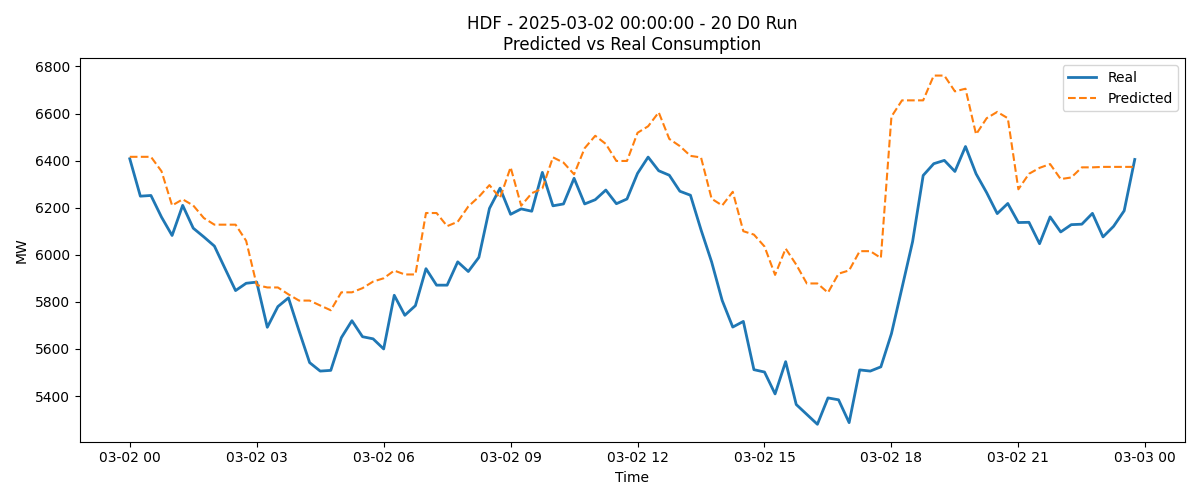 HDF - 2025-03-02 00:00:00 - 20 D0 Run
Predicted vs Real Consumption
MW
6800
6600
6400
6200
6000
5800
5600
5400
Real
Predicted
03-02 00
03-02 03
03-02 06
03-02 09
03-02 12
03-02 15
03-02 18
03-02 21
03-03 00
Time